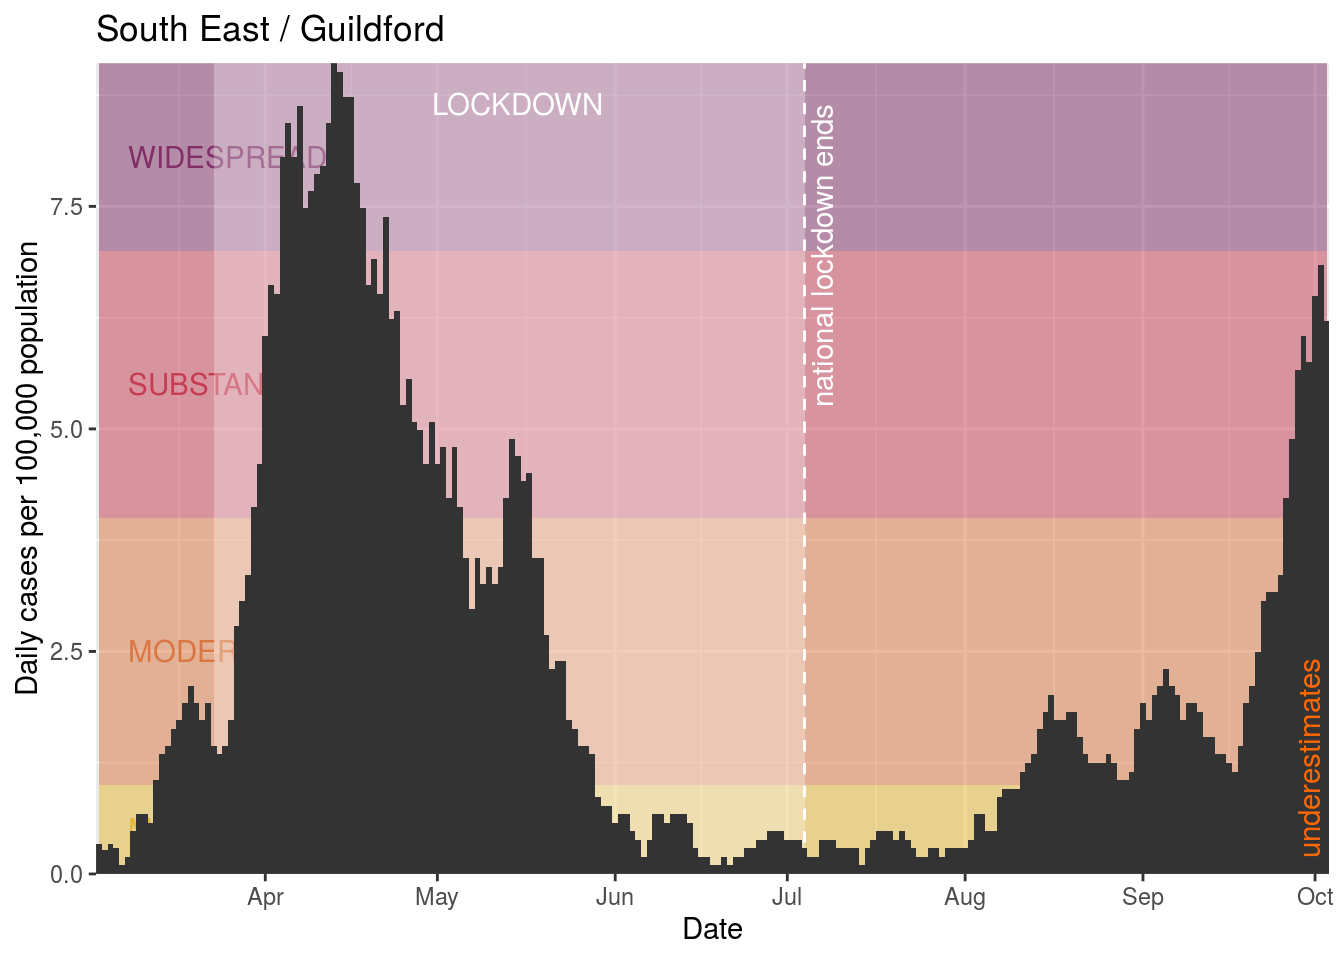 South East / Guildford
LOCKDOWN
WIDESPREAD
national lockdown ends
7.5
SUBSTAN
5.0
Daily cases per 100,000 population
MODER
2.5
underestimates
0.0
Apr May Jun Jul Aug Sep Oct
Date